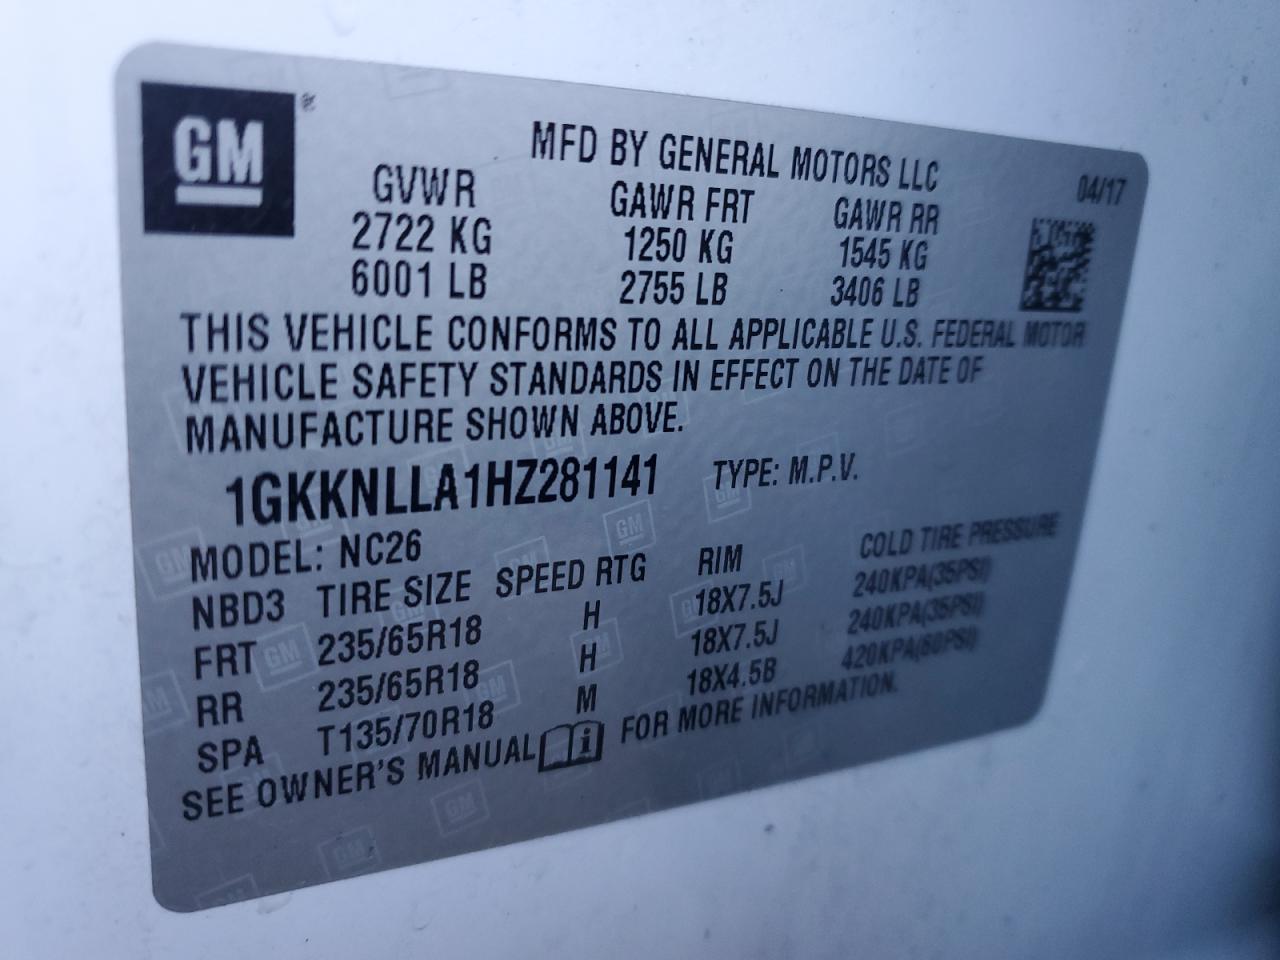 GM ®
MFD BY GENERAL MOTORS LLC
04/17
GVWR GAWR FRT GAWR RR
2722 KG 1250 KG 1545 KG
6001 LB 2755 LB 3406 LB
THIS VEHICLE CONFORMS TO ALL APPLICABLE U.S. FEDERAL MOTOR
VEHICLE SAFETY STANDARDS IN EFFECT ON THE DATE OF
MANUFACTURE SHOWN ABOVE.
1GKKNLLA1HZ281141 TYPE: M.P.V.
MODEL: NC26
NBD3 TIRE SIZE SPEED RTG RIM COLD TIRE PRESSURE
FRT 235/65R18 H 18X7.5J 240KPA(35PSI)
RR 235/65R18 H 18X7.5J 240KPA(35PSI)
SPA T135/70R18 M 18X4.5B 420KPA(60PSI)
SEE OWNER'S MANUAL i FOR MORE INFORMATION.